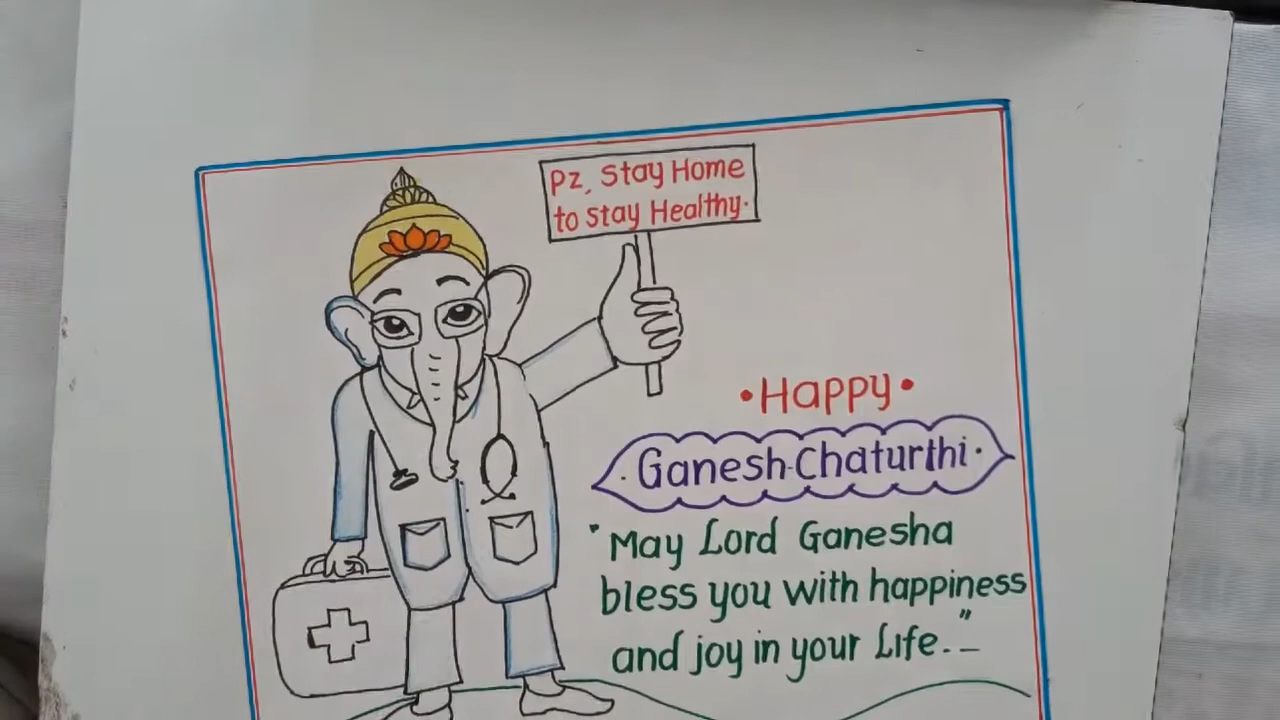 Pz, Stay Home
to stay Healthy.
• Happy •
. Ganesh Chaturthi .
"May Lord Ganesha
bless you with happiness
and joy in your Life. _"